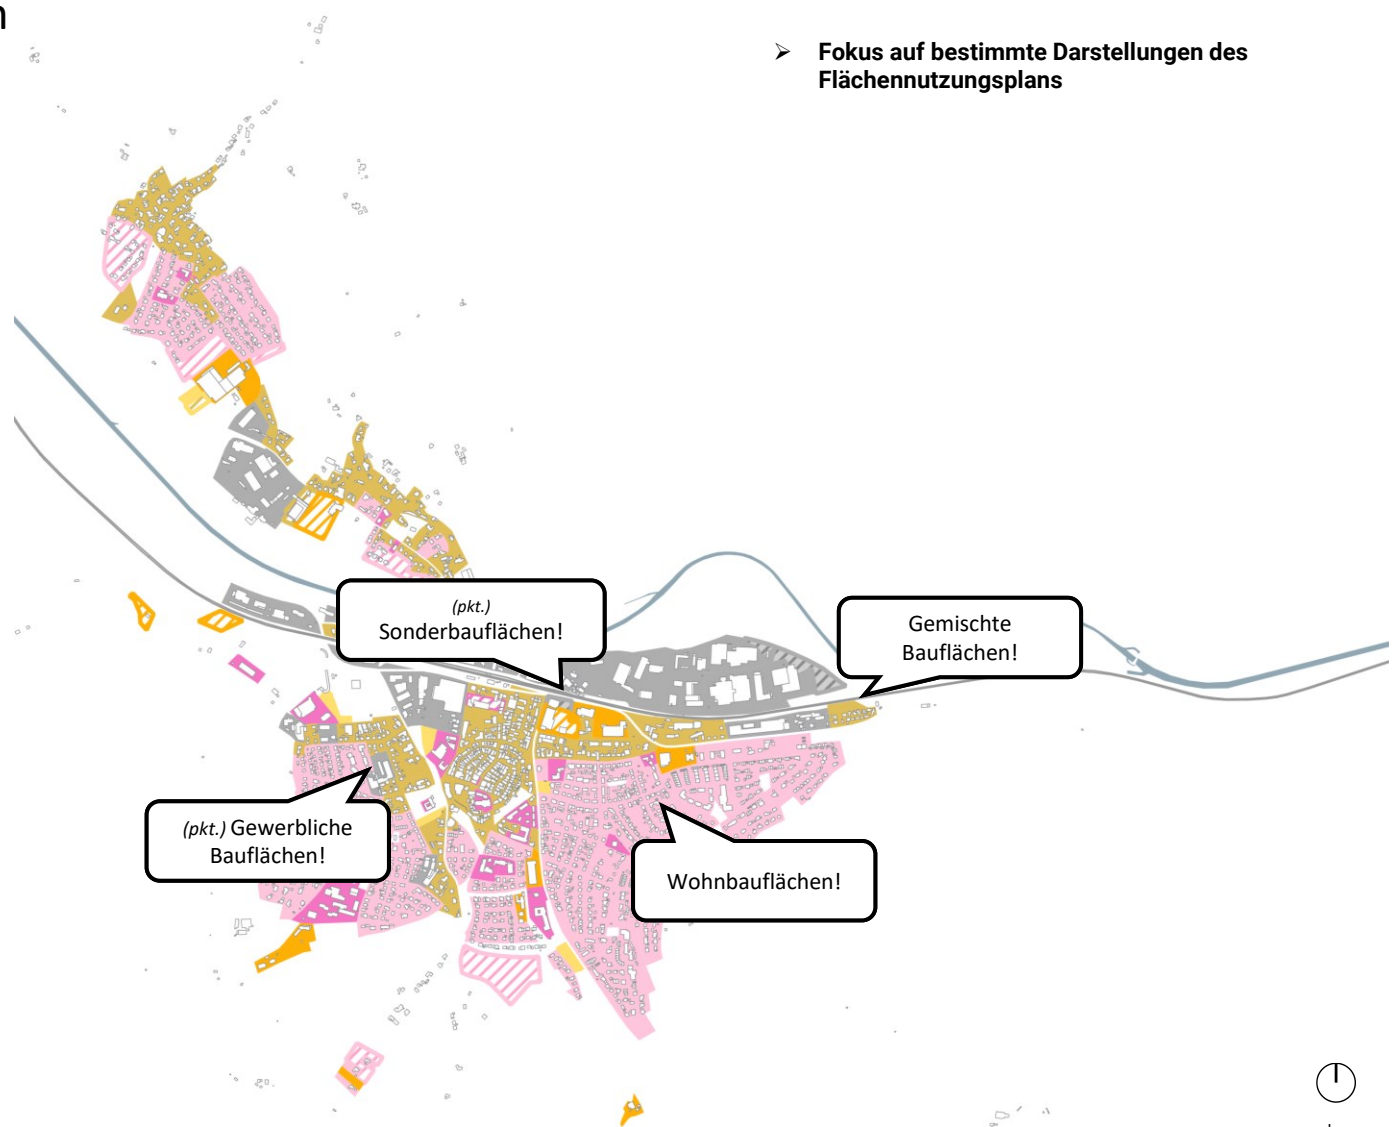 n
➢ Fokus auf bestimmte Darstellungen des
Flächennutzungsplans
(pkt.)
Sonderbauflächen!
Gemischte
Bauflächen!
(pkt.) Gewerbliche
Bauflächen!
Wohnbauflächen!